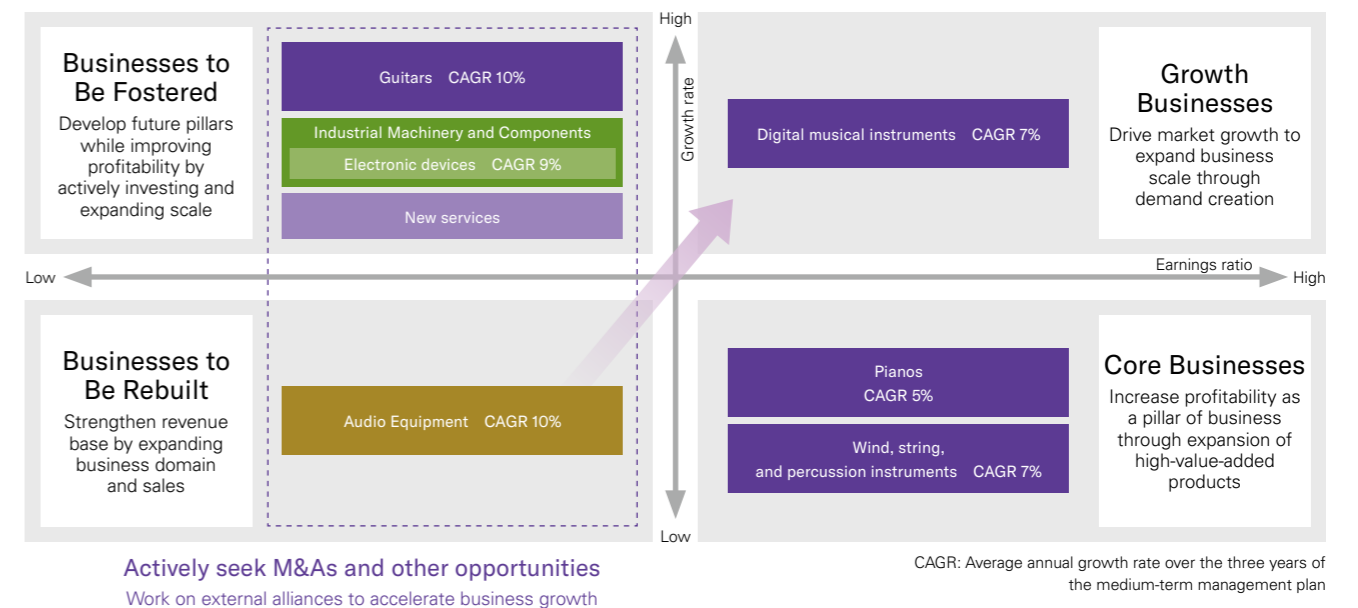 Businesses to
Be Fostered
Develop future pillars
while improving
profitability by
actively investing and
expanding scale
Guitars CAGR 10%
Industrial Machinery and Components
Electronic devices CAGR 9%
New services
High
Growth rate
Digital musical instruments CAGR 7%
Growth
Businesses
Drive market growth to
expand business
scale through
demand creation
Low
Earnings ratio
High
Businesses to
Be Rebuilt
Strengthen revenue
base by expanding
business domain
and sales
Audio Equipment CAGR 10%
Pianos
CAGR 5%
Wind, string,
and percussion instruments CAGR 7%
Core Businesses
Increase profitability as
a pillar of business
through expansion of
high-value-added
products
Low
Actively seek M&As and other opportunities
Work on external alliances to accelerate business growth
CAGR: Average annual growth rate over the three years of
the medium-term management plan